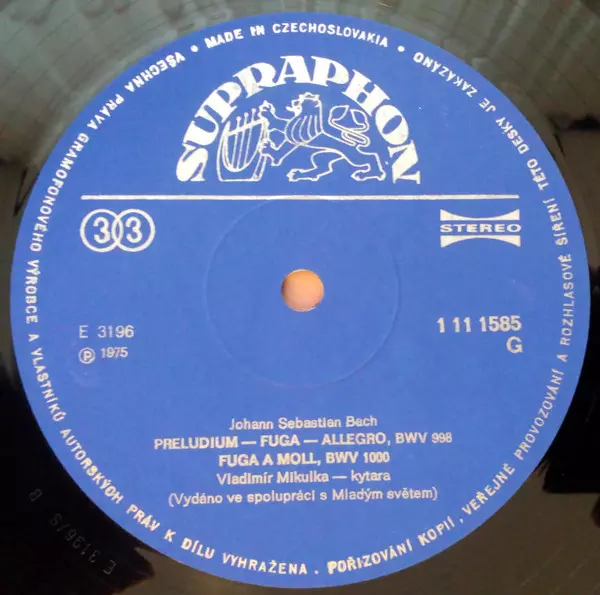 MADE IN CZECHOSLOVAKIA • VŠECHNA PRÁVA GRAMOFONOVÉHO VÝROBCE A VLASTNÍKŮ AUTORSKÝCH PRÁV K DÍLU VYHRAŽENA. POŘIZOVÁNÍ KOPIÍ, VEŘEJNÉ PROVOZOVÁNÍ A ROZHLASOVÉ ŠÍŘENÍ TÉTO DESKY JE ZAKÁZÁNO •
SUPRAPHON
33
STEREO
E 3196
1 11 1585
℗ 1975
G
Johann Sebastian Bach
PRELUDIUM — FUGA — ALLEGRO, BWV 998
FUGA A MOLL, BWV 1000
Vladimír Mikulka — kytara
(Vydáno ve spolupráci s Mladým světem)